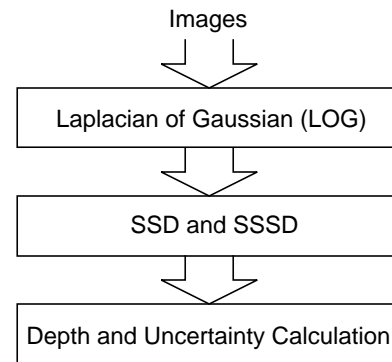 Images
Laplacian of Gaussian (LOG)
SSD and SSSD
Depth and Uncertainty Calculation